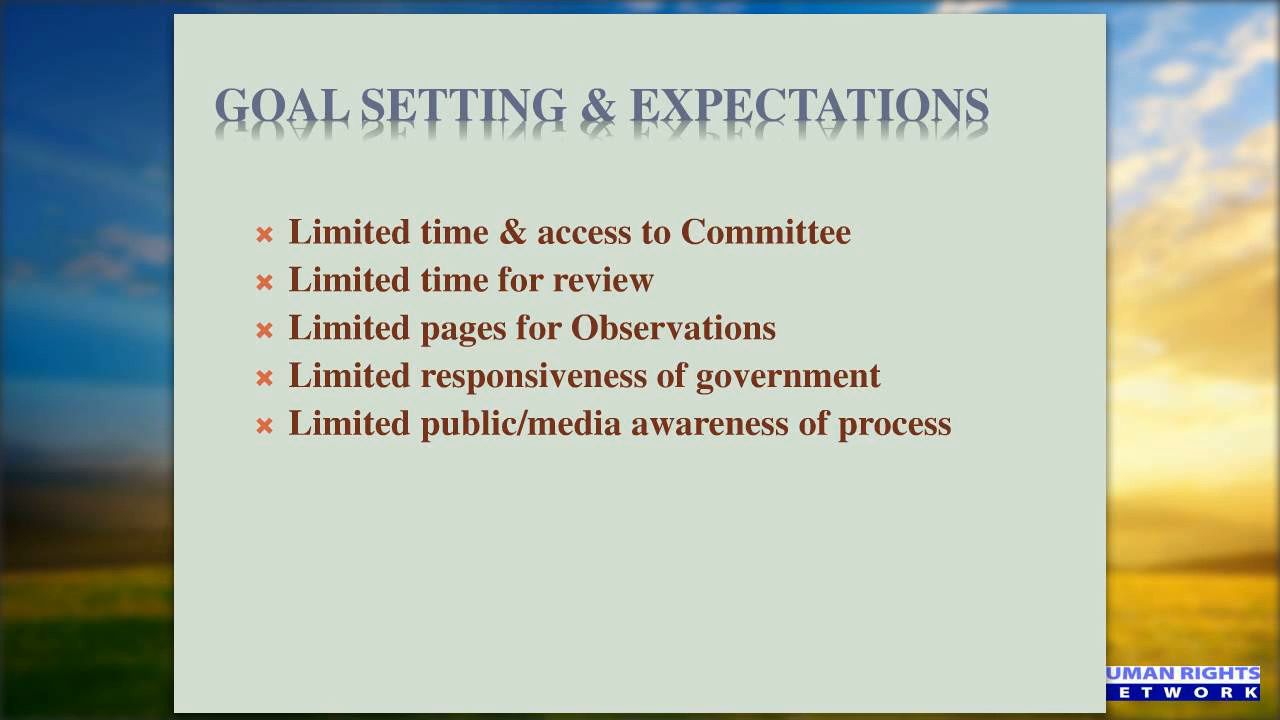 GOAL SETTING & EXPECTATIONS
Limited time & access to Committee
Limited time for review
Limited pages for Observations
Limited responsiveness of government
Limited public/media awareness of process
UMAN RIGHTS
ETWORK